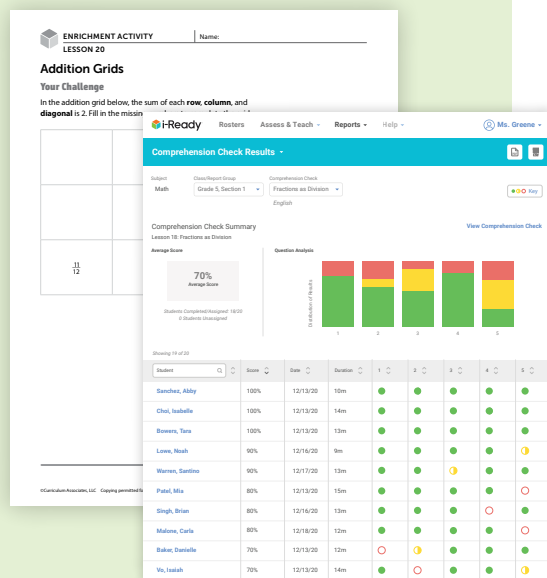 ENRICHMENT ACTIVITY Name:
LESSON 20
Addition Grids
Your Challenge
In the addition grid below, the sum of each row, column, and
diagonal is 2. Fill in the missing
11
12
©Curriculum Associates, LLC Copying permitted
i-Ready Rosters Assess & Teach Reports Help Ms. Greene
Comprehension Check Results
Subject Class/Report Group Comprehension Check
Math Grade 5, Section 1 Fractions as Division
English
Key
Comprehension Check Summary View Comprehension Check
Lesson 18: Fractions as Division
Average Score Question Analysis
70%
Average Score
Students Completed/Assigned: 18/20
0 Students Unassigned
Distribution of Results
1 2 3 4 5
Showing 19 of 20
Student Score Date Duration 1 2 3 4 5
Sanchez, Abby 100% 12/13/20 10m
Choi, Isabelle 100% 12/13/20 14m
Bowers, Tara 100% 12/13/20 13m
Lowe, Noah 90% 12/16/20 9m
Warren, Santino 90% 12/17/20 13m
Patel, Mia 80% 12/13/20 15m
Singh, Brian 80% 12/16/20 13m
Malone, Carla 80% 12/18/20 12m
Baker, Danielle 70% 12/13/20 12m
Vo, Isaiah 70% 12/13/20 14m